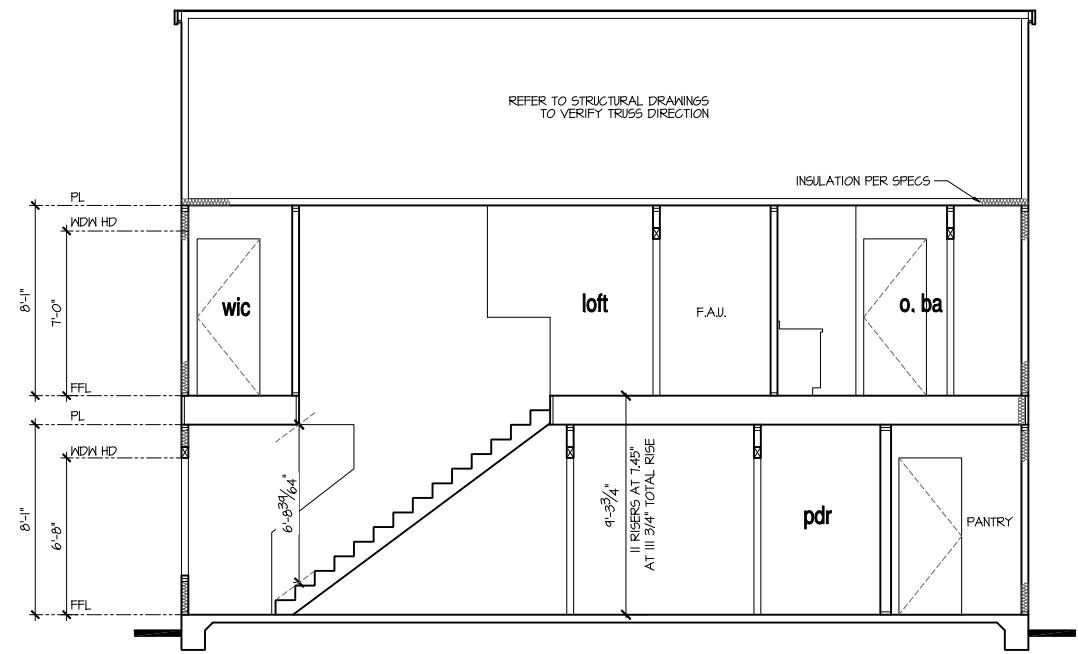 REFER TO STRUCTURAL DRAWINGS
TO VERIFY TRUSS DIRECTION
INSULATION PER SPECS
PL
WDW HD
8'-1"
7'-0"
wic
loft
F.A.U.
o. ba
FFL
PL
WDW HD
8'-1"
6'-8"
6'-8 39/64"
9'-3 3/4"
11 RISERS AT 7.45"
AT 111 3/4" TOTAL RISE
pdr
PANTRY
FFL